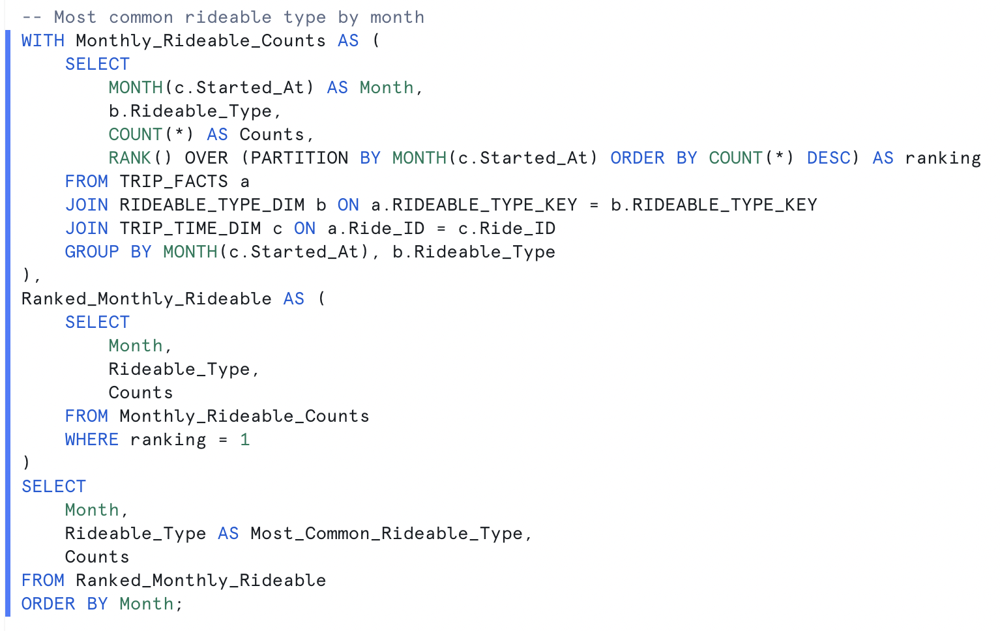 -- Most common rideable type by month
WITH Monthly_Rideable_Counts AS (
    SELECT
        MONTH(c.Started_At) AS Month,
        b.Rideable_Type,
        COUNT(*) AS Counts,
        RANK() OVER (PARTITION BY MONTH(c.Started_At) ORDER BY COUNT(*) DESC) AS ranking
    FROM TRIP_FACTS a
    JOIN RIDEABLE_TYPE_DIM b ON a.RIDEABLE_TYPE_KEY = b.RIDEABLE_TYPE_KEY
    JOIN TRIP_TIME_DIM c ON a.Ride_ID = c.Ride_ID
    GROUP BY MONTH(c.Started_At), b.Rideable_Type
),
Ranked_Monthly_Rideable AS (
    SELECT
        Month,
        Rideable_Type,
        Counts
    FROM Monthly_Rideable_Counts
    WHERE ranking = 1
)
SELECT
    Month,
    Rideable_Type AS Most_Common_Rideable_Type,
    Counts
FROM Ranked_Monthly_Rideable
ORDER BY Month;